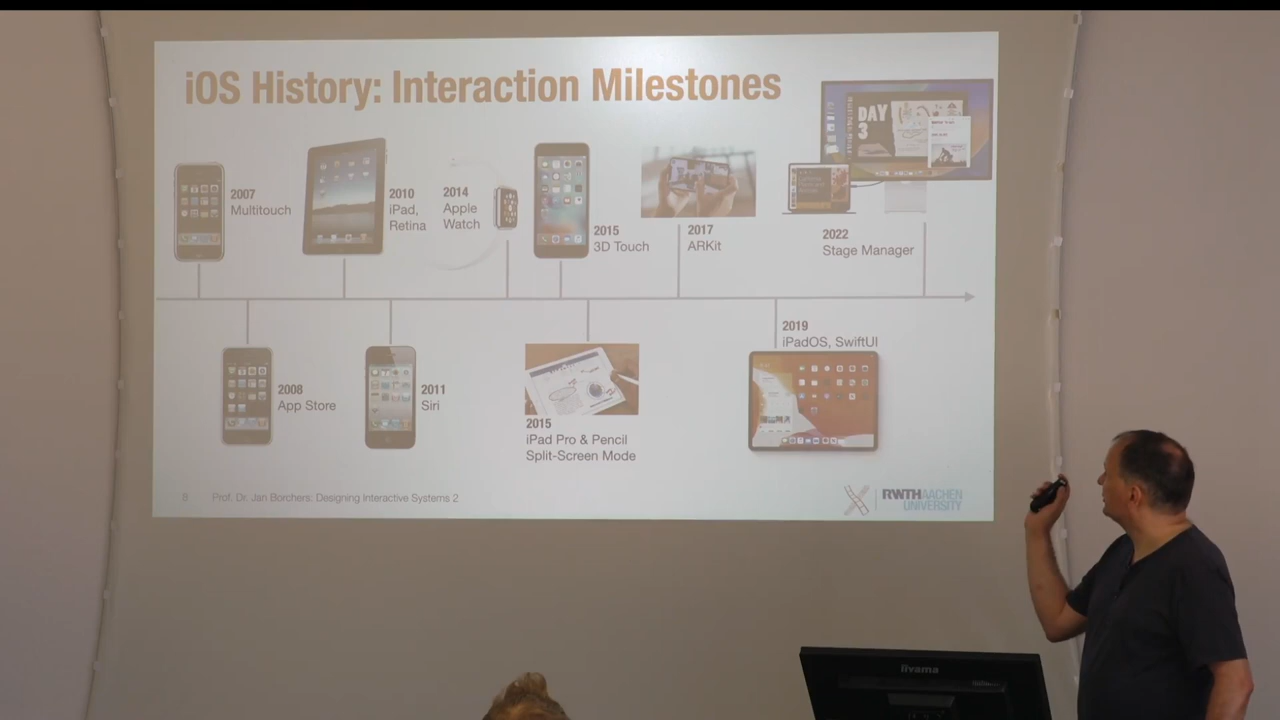 iOS History: Interaction Milestones
DAY
3
2007
Multitouch
2010
iPad,
Retina
2014
Apple
Watch
2015
3D Touch
2017
ARKit
2022
Stage Manager
2008
App Store
2011
Siri
2015
iPad Pro & Pencil
Split-Screen Mode
2019
iPadOS, SwiftUI
Prof. Dr. Jan Borchers: Designing Interactive Systems 2
RWTHAACHEN
UNIVERSITY
iiyama